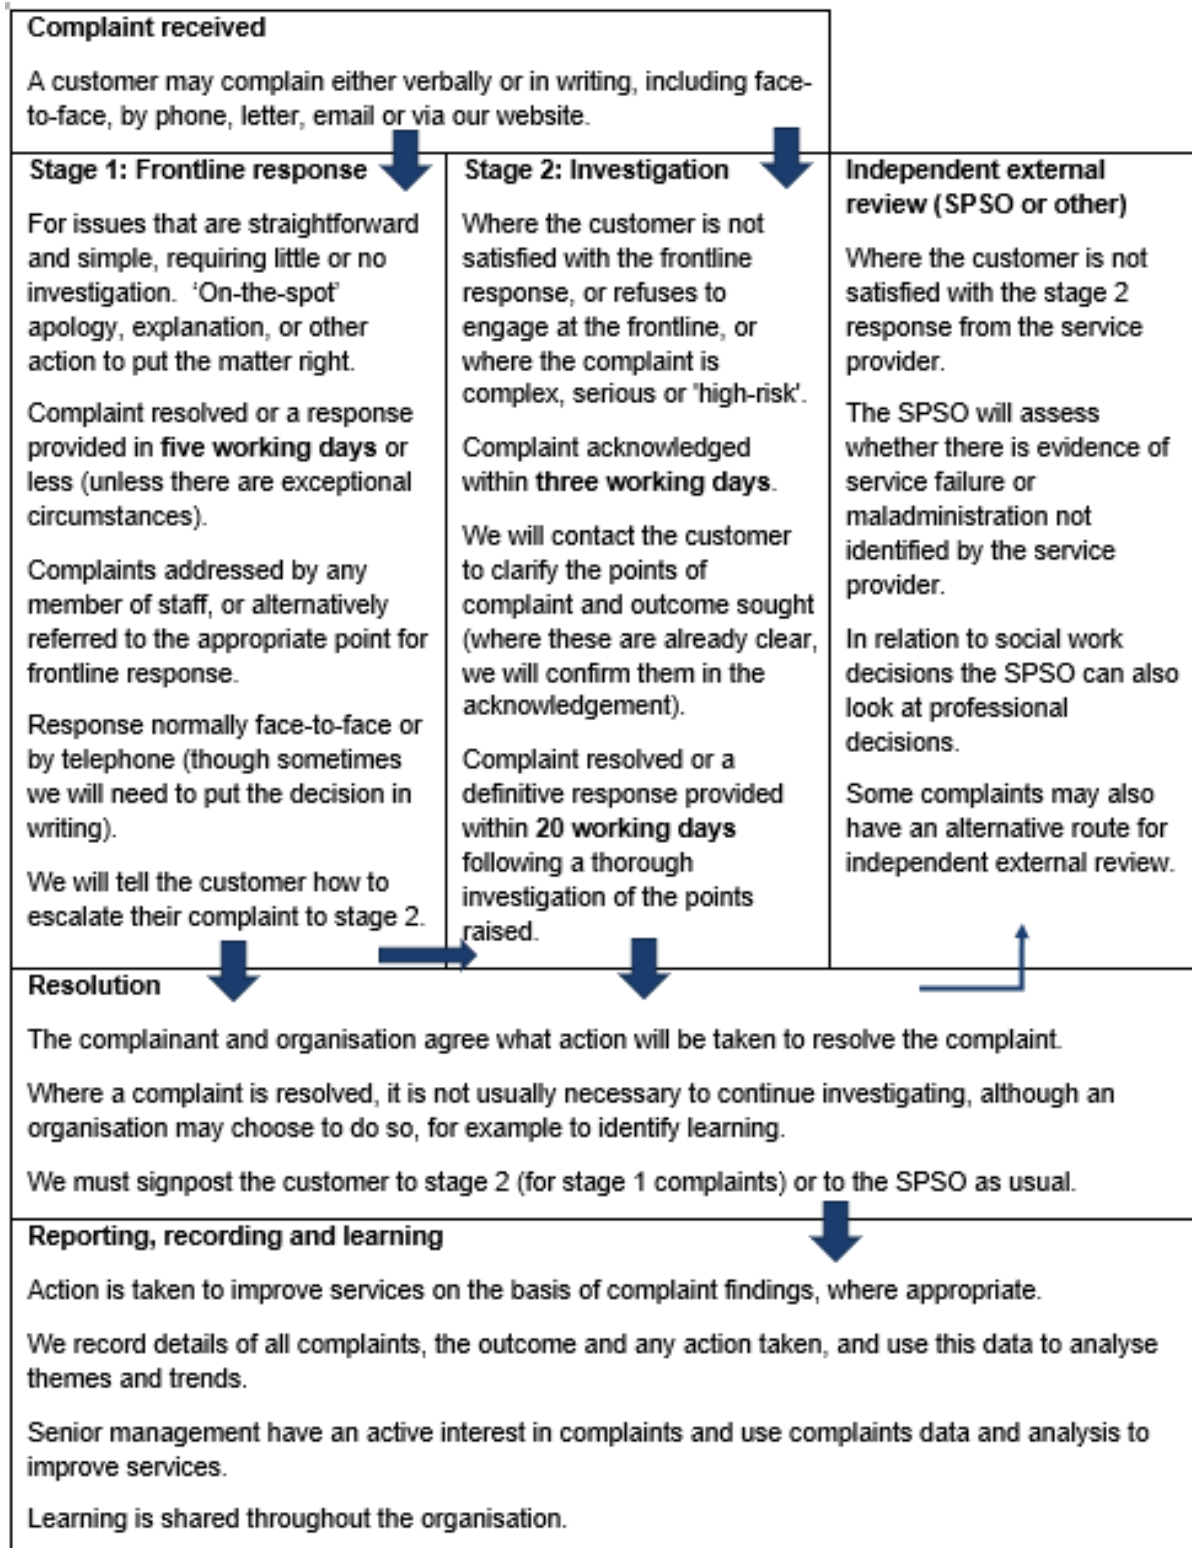 Complaint received
A customer may complain either verbally or in writing, including face-
to-face, by phone, letter, email or via our website.
Stage 1: Frontline response
For issues that are straightforward
and simple, requiring little or no
investigation.  ‘On-the-spot’
apology, explanation, or other
action to put the matter right.
Complaint resolved or a response
provided in five working days or
less (unless there are exceptional
circumstances).
Complaints addressed by any
member of staff, or alternatively
referred to the appropriate point for
frontline response.
Response normally face-to-face or
by telephone (though sometimes
we will need to put the decision in
writing).
We will tell the customer how to
escalate their complaint to stage 2.
Stage 2: Investigation
Where the customer is not
satisfied with the frontline
response, or refuses to
engage at the frontline, or
where the complaint is
complex, serious or 'high-risk'.
Complaint acknowledged
within three working days.
We will contact the customer
to clarify the points of
complaint and outcome sought
(where these are already clear,
we will confirm them in the
acknowledgement).
Complaint resolved or a
definitive response provided
within 20 working days
following a thorough
investigation of the points
raised.
Independent external
review (SPSO or other)
Where the customer is not
satisfied with the stage 2
response from the service
provider.
The SPSO will assess
whether there is evidence of
service failure or
maladministration not
identified by the service
provider.
In relation to social work
decisions the SPSO can also
look at professional
decisions.
Some complaints may also
have an alternative route for
independent external review.
Resolution
The complainant and organisation agree what action will be taken to resolve the complaint.
Where a complaint is resolved, it is not usually necessary to continue investigating, although an
organisation may choose to do so, for example to identify learning.
We must signpost the customer to stage 2 (for stage 1 complaints) or to the SPSO as usual.
Reporting, recording and learning
Action is taken to improve services on the basis of complaint findings, where appropriate.
We record details of all complaints, the outcome and any action taken, and use this data to analyse
themes and trends.
Senior management have an active interest in complaints and use complaints data and analysis to
improve services.
Learning is shared throughout the organisation.